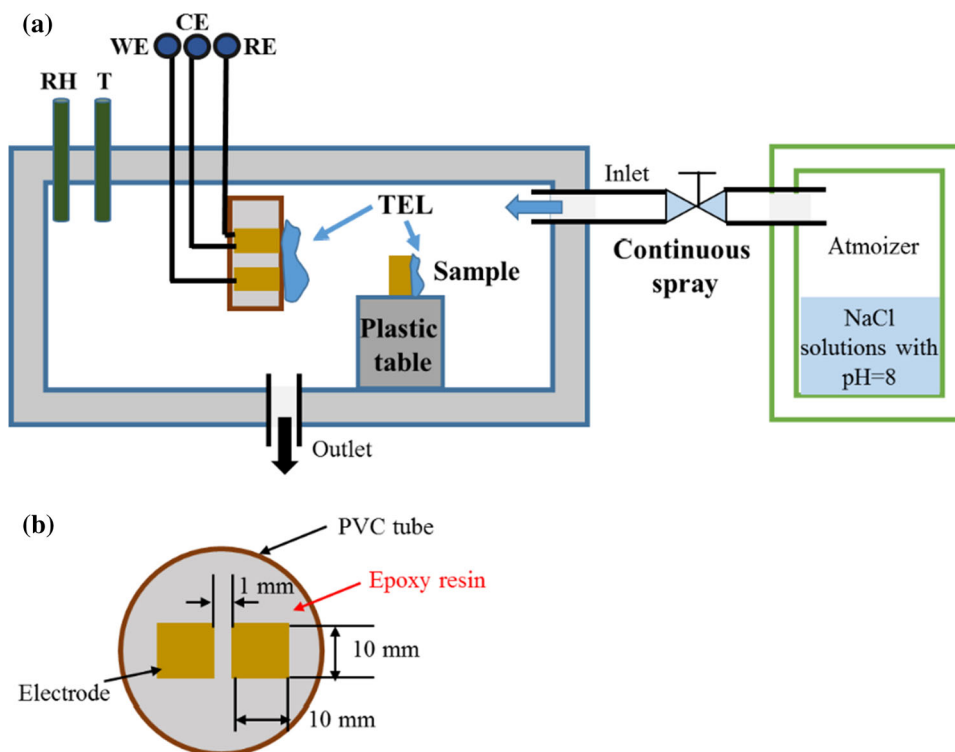 (a)
CE
WE
RE
RH
T
TEL
Sample
Plastic
table
Inlet
Continuous
spray
Atmoizer
NaCl
solutions with
pH=8
Outlet
(b)
PVC tube
Epoxy resin
1 mm
10 mm
Electrode
10 mm